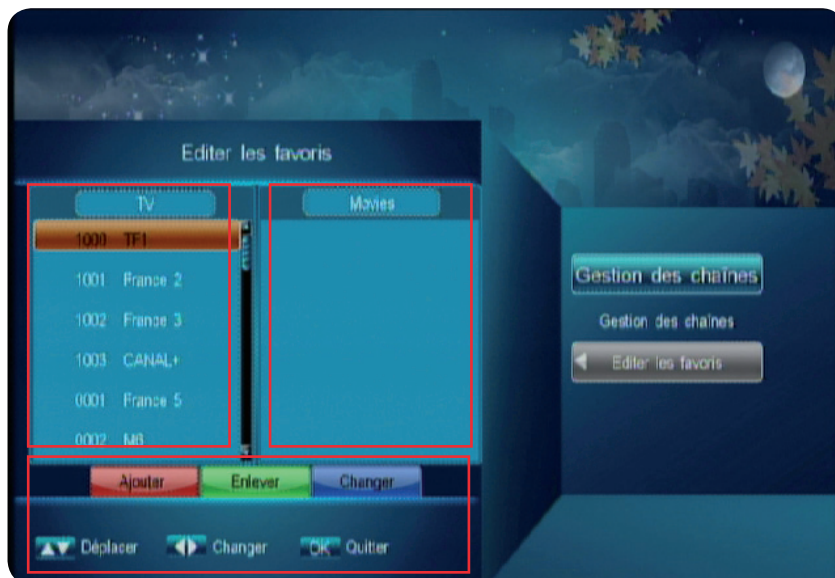 Editer les favoris
TV
Movies
1000 TF1
1001 France 2
1002 France 3
1003 CANAL+
0001 France 5
0002 M6
Ajouter
Enlever
Changer
Déplacer
Changer
OK Quitter
Gestion des chaînes
Gestion des chaînes
Editer les favoris